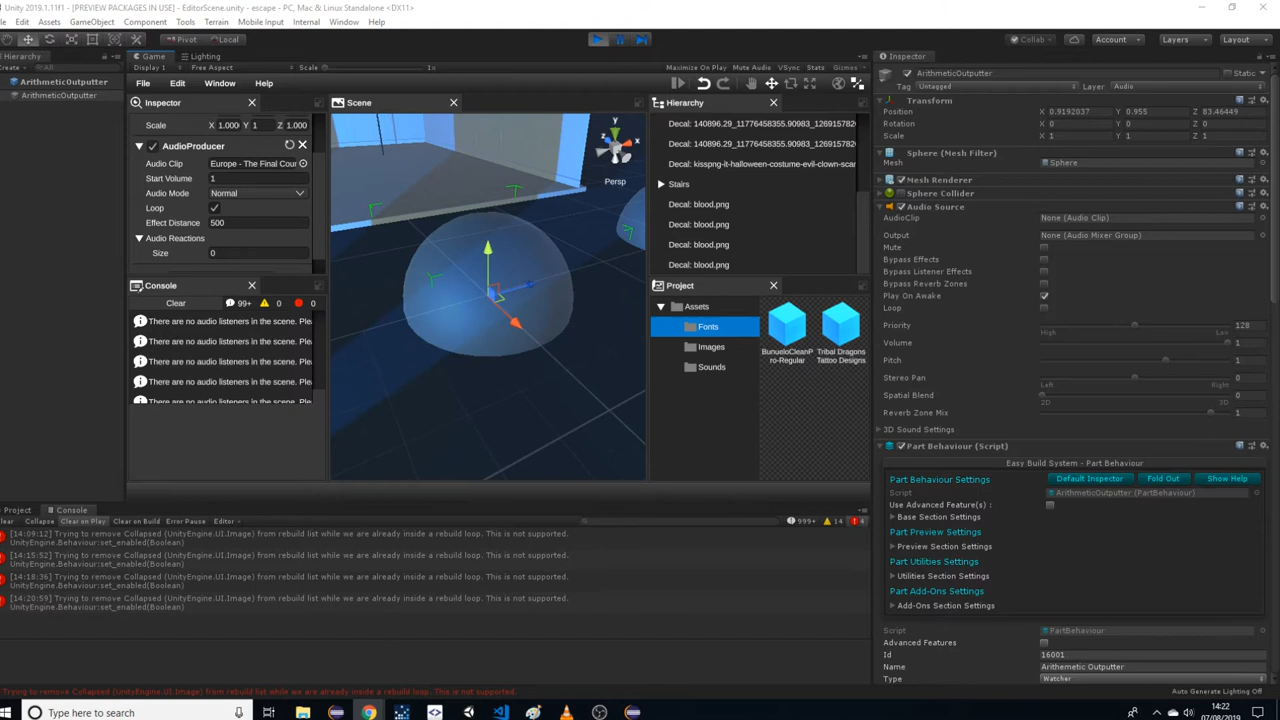 Unity 2019.1.11f1 - [PREVIEW PACKAGES IN USE] - EditorScene.unity - escape - PC, Mac & Linux Standalone <DX11>
Edit Assets GameObject Component Tools Terrain Mobile Input Internal Window Help
Pivot Local Collab Account Layers Layout
Hierarchy Game Lighting Inspector
Display 1 Free Aspect Scale 1x Maximize On Play Mute Audio VSync Stats Gizmos
ArithmeticOutputter
ArithmeticOutputter
File Edit Window Help
Inspector
Scale X 1.000 Y 1 Z 1.000
AudioProducer
Audio Clip Europe - The Final Cour
Start Volume 1
Audio Mode Normal
Loop
Effect Distance 500
Audio Reactions
Size 0
Console
Clear 99+ 0 0
There are no audio listeners in the scene. Plea
There are no audio listeners in the scene. Plea
There are no audio listeners in the scene. Plea
There are no audio listeners in the scene. Plea
There are no audio listeners in the scene. Plea
Scene
y
x
Persp
Hierarchy
Decal: 140896.29_11776458355.90983_126915782
Decal: 140896.29_11776458355.90983_126915782
Decal: kisspng-it-halloween-costume-evil-clown-scar
Stairs
Decal: blood.png
Decal: blood.png
Decal: blood.png
Decal: blood.png
Project
Assets
Fonts
Images
Sounds
BunueloCleanP
ro-Regular
Tribal Dragons
Tattoo Designs
ArithmeticOutputter Static
Tag Untagged Layer Audio
Transform
Position X 0.9192037 Y 0.955 Z 83.46449
Rotation X 0 Y 0 Z 0
Scale X 1 Y 1 Z 1
Sphere (Mesh Filter)
Mesh Sphere
Mesh Renderer
Sphere Collider
Audio Source
AudioClip None (Audio Clip)
Output None (Audio Mixer Group)
Mute
Bypass Effects
Bypass Listener Effects
Bypass Reverb Zones
Play On Awake
Loop
Priority 128
High Low
Volume 1
Pitch 1
Stereo Pan 0
Left Right
Spatial Blend 0
2D 3D
Reverb Zone Mix 1
3D Sound Settings
Part Behaviour (Script)
Easy Build System - Part Behaviour
Part Behaviour Settings Default Inspector Fold Out Show Help
Script ArithmeticOutputter (PartBehaviour)
Use Advanced Feature(s) :
Base Section Settings
Part Preview Settings
Preview Section Settings
Part Utilities Settings
Utilities Section Settings
Part Add-Ons Settings
Add-Ons Section Settings
Script PartBehaviour
Advanced Features
Id 16001
Name Arithemetic Outputter
Type Watcher
Auto Generate Lighting Off
Project Console
Collapse Clear on Play Clear on Build Error Pause Editor 999+ 14 4
[14:09:12] Trying to remove Collapsed (UnityEngine.UI.Image) from rebuild list while we are already inside a rebuild loop. This is not supported.
UnityEngine.Behaviour:set_enabled(Boolean)
[14:15:52] Trying to remove Collapsed (UnityEngine.UI.Image) from rebuild list while we are already inside a rebuild loop. This is not supported.
UnityEngine.Behaviour:set_enabled(Boolean)
[14:18:36] Trying to remove Collapsed (UnityEngine.UI.Image) from rebuild list while we are already inside a rebuild loop. This is not supported.
UnityEngine.Behaviour:set_enabled(Boolean)
[14:20:59] Trying to remove Collapsed (UnityEngine.UI.Image) from rebuild list while we are already inside a rebuild loop. This is not supported.
UnityEngine.Behaviour:set_enabled(Boolean)
Trying to remove Collapsed (UnityEngine.UI.Image) from rebuild list while we are already inside a rebuild loop. This is not supported.
Type here to search
14:22
07/08/2019